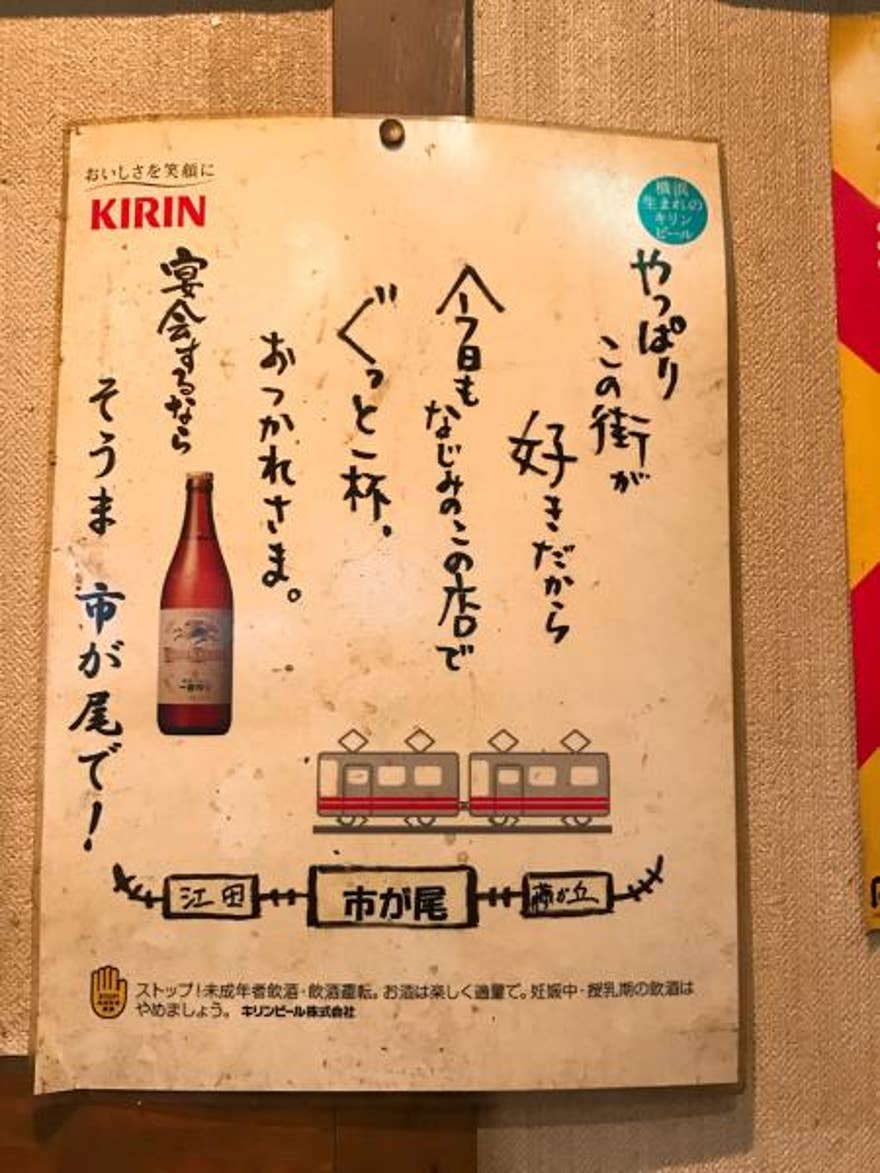 おいしさを笑顔に
KIRIN
横浜
生まれの
キリン
ビール
やっぱり
この街が
好きだから
今日も
なじみのこの店で
ぐっと一杯。
おつかれさま。
宴会するなら
そうま 市が尾で!
江田
市が尾
藤が丘
ストップ!未成年者飲酒・飲酒運転。お酒は楽しく適量で。妊娠中・授乳期の飲酒は
やめましょう。 キリンビール株式会社